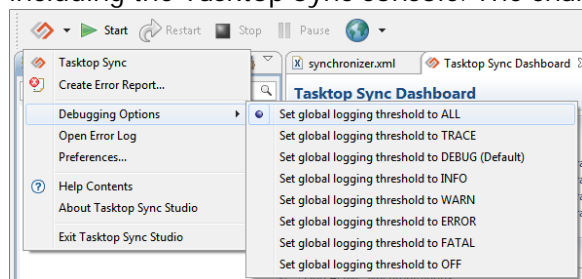 including the Tasktop Sync console. The
Start Restart Stop Pause
Tasktop Sync
Create Error Report...
Debugging Options
Open Error Log
Preferences...
Help Contents
About Tasktop Sync Studio
Exit Tasktop Sync Studio
synchronizer.xml Tasktop Sync Dashboard
Tasktop Sync Dashboard
Set global logging threshold to ALL
Set global logging threshold to TRACE
Set global logging threshold to DEBUG (Default)
Set global logging threshold to INFO
Set global logging threshold to WARN
Set global logging threshold to ERROR
Set global logging threshold to FATAL
Set global logging threshold to OFF